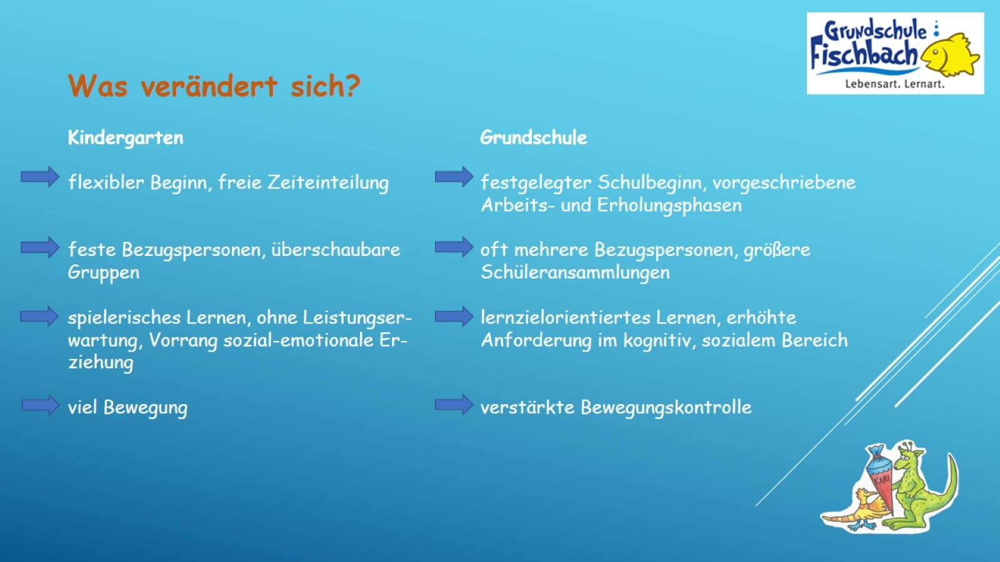 Grundschule
Fischbach
Lebensart. Lernart.
Was verändert sich?
Kindergarten
flexibler Beginn, freie Zeiteinteilung
feste Bezugspersonen, überschaubare
Gruppen
spielerisches Lernen, ohne Leistungser-
wartung, Vorrang sozial-emotionale Er-
ziehung
viel Bewegung
Grundschule
festgelegter Schulbeginn, vorgeschriebene
Arbeits- und Erholungsphasen
oft mehrere Bezugspersonen, größere
Schüleransammlungen
lernzielorientiertes Lernen, erhöhte
Anforderung im kognitiv, sozialem Bereich
verstärkte Bewegungskontrolle
KARI